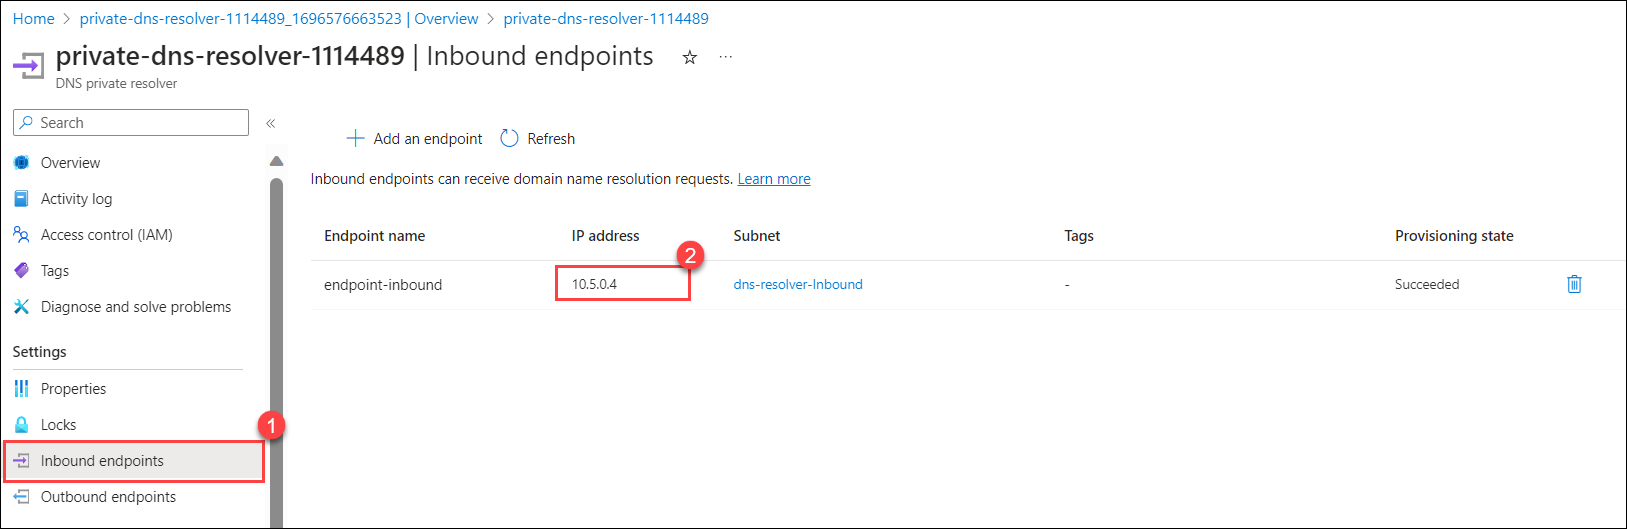 Home > private-dns-resolver-1114489_1696576663523 | Overview > private-dns-resolver-1114489
private-dns-resolver-1114489 | Inbound endpoints
DNS private resolver
Search
Add an endpoint Refresh
Overview
Activity log
Access control (IAM)
Tags
Diagnose and solve problems
Settings
Properties
Locks
1
Inbound endpoints
Outbound endpoints
Inbound endpoints can receive domain name resolution requests. Learn more
Endpoint name IP address Subnet Tags Provisioning state
2
endpoint-inbound 10.5.0.4 dns-resolver-Inbound - Succeeded